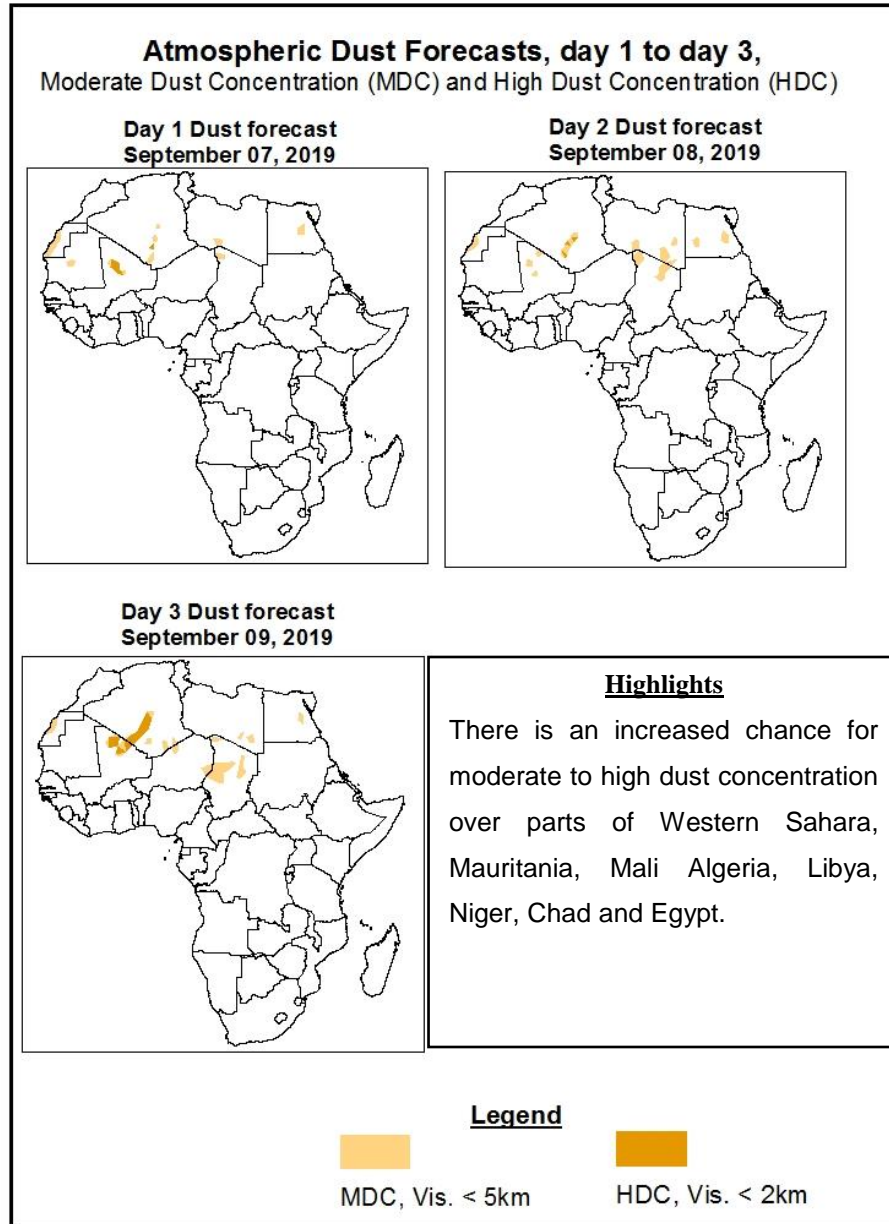 Atmospheric Dust Forecasts, day 1 to day 3,
Moderate Dust Concentration (MDC) and High Dust Concentration (HDC)
Day 1 Dust forecast
September 07, 2019
Day 2 Dust forecast
September 08, 2019
Day 3 Dust forecast
September 09, 2019
Highlights
There is an increased chance for
moderate to high dust concentration
over parts of Western Sahara,
Mauritania, Mali Algeria, Libya,
Niger, Chad and Egypt.
Legend
MDC, Vis. < 5km
HDC, Vis. < 2km